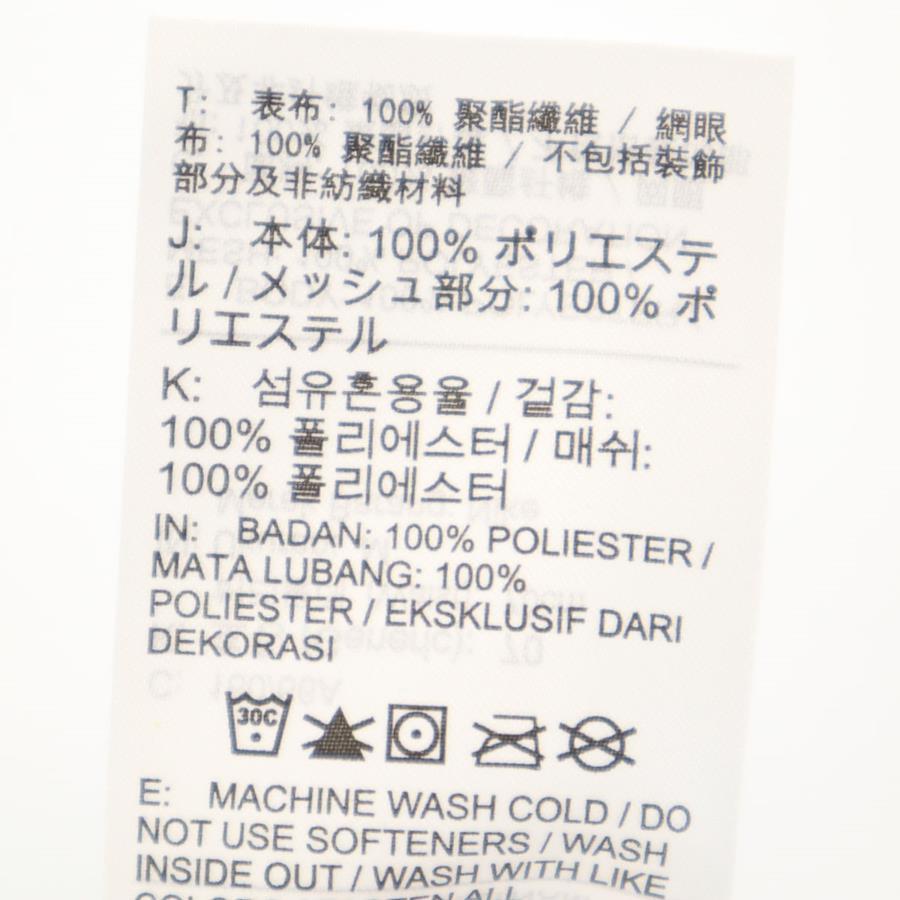 T: 表布: 100% 聚酯纖維 / 網眼
布: 100% 聚酯纖維 / 不包括裝飾
部分及非紡織材料
J: 本体: 100% ポリエステ
ル / メッシュ部分: 100% ポ
リエステル
K: 섬유혼용율 / 겉감:
100% 폴리에스터 / 매쉬:
100% 폴리에스터
IN: BADAN: 100% POLIESTER /
MATA LUBANG: 100%
POLIESTER / EKSKLUSIF DARI
DEKORASI
30C
E: MACHINE WASH COLD / DO
NOT USE SOFTENERS / WASH
INSIDE OUT / WASH WITH LIKE